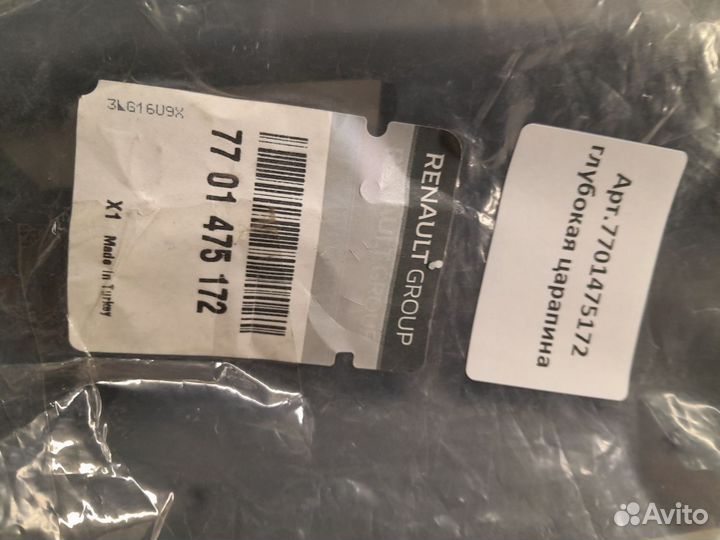 3LG16U9X
RENAULT GROUP
77 01 475 172
X1 Made in Turkey
Арт.7701475172
глубокая царапина
Avito